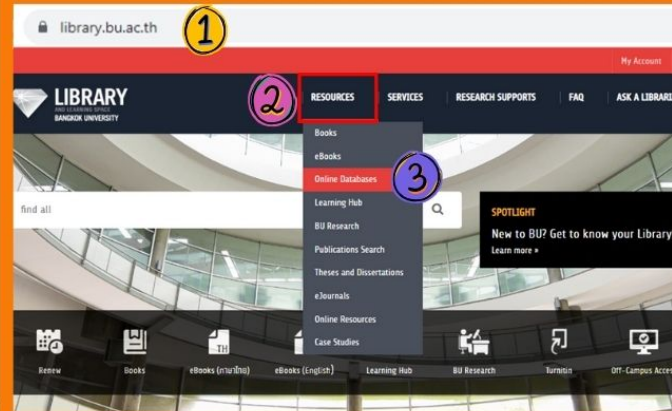 library.bu.ac.th
1
My Account
LIBRARY
AND LEARNING SPACE
BANGKOK UNIVERSITY
2
RESOURCES
SERVICES
RESEARCH SUPPORTS
FAQ
ASK A LIBRARI
Books
eBooks
Online Databases
3
Learning Hub
BU Research
Publications Search
Theses and Dissertations
eJournals
Online Resources
Case Studies
find all
SPOTLIGHT
New to BU? Get to know your Library
Learn more »
TH
Renew
Books
eBooks (ภาษาไทย)
eBooks (English)
Learning Hub
BU Research
Turnitin
Off-Campus Acces